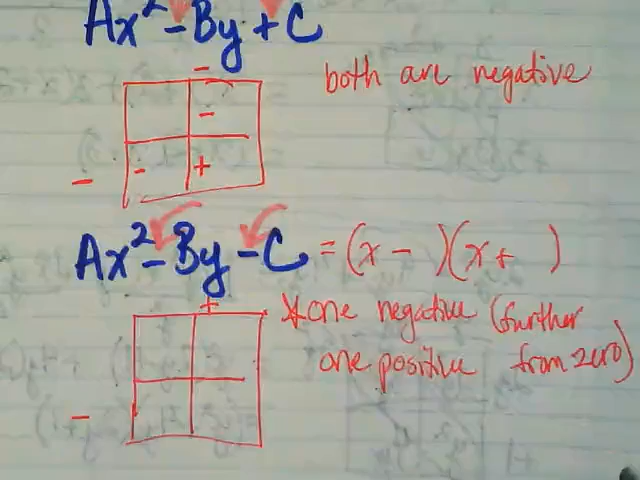 Ax² - By + C
-
both are negative
-
- - +
Ax² - By - C = (x - )(x + )
+
* one negative (further
one positive from zero)
-